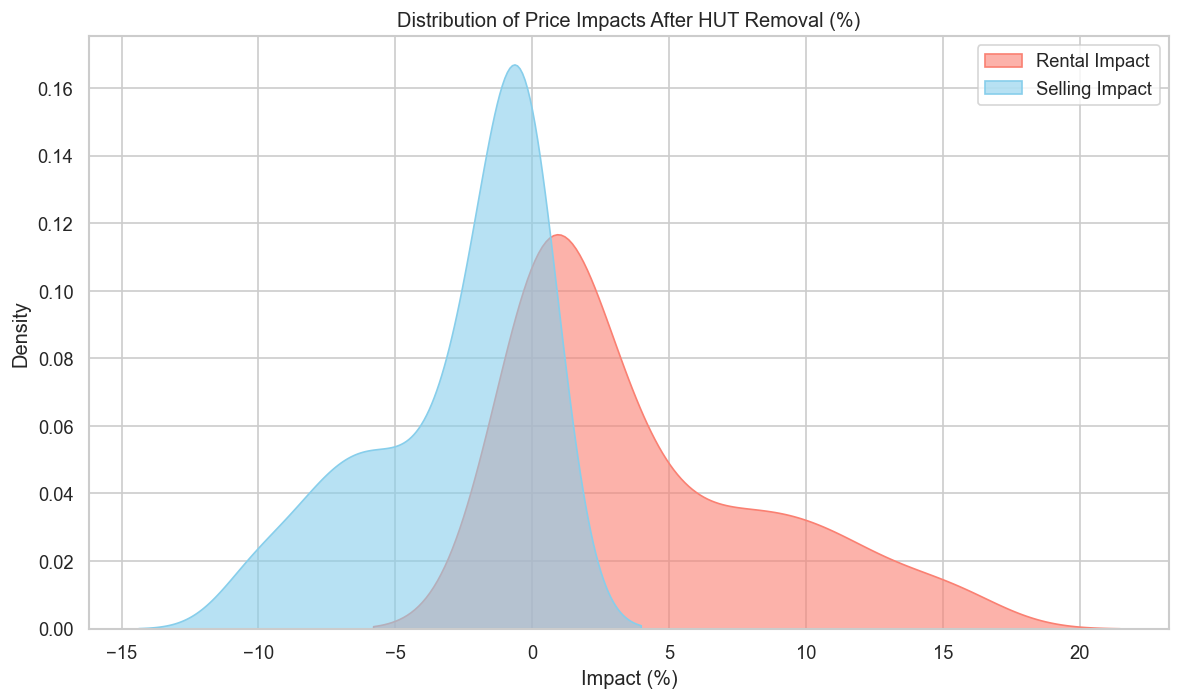 Distribution of Price Impacts After HUT Removal (%)
Rental Impact
Selling Impact
0.16
0.14
0.12
0.10
0.08
0.06
0.04
0.02
0.00
Density
−15 −10 −5 0 5 10 15 20
Impact (%)